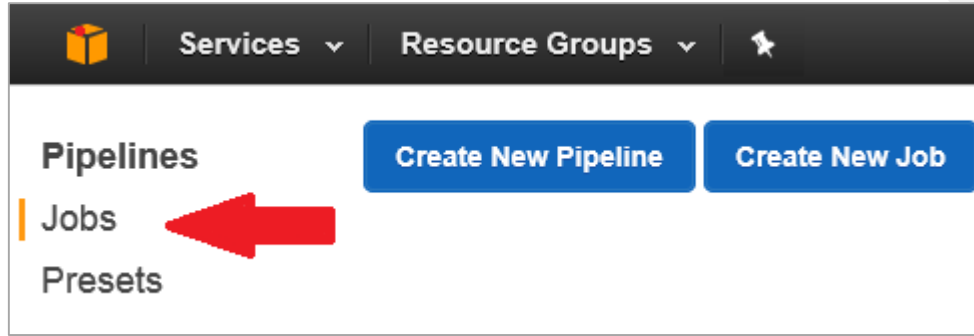 Services Resource Groups
Pipelines Create New Pipeline Create New Job
Jobs
Presets